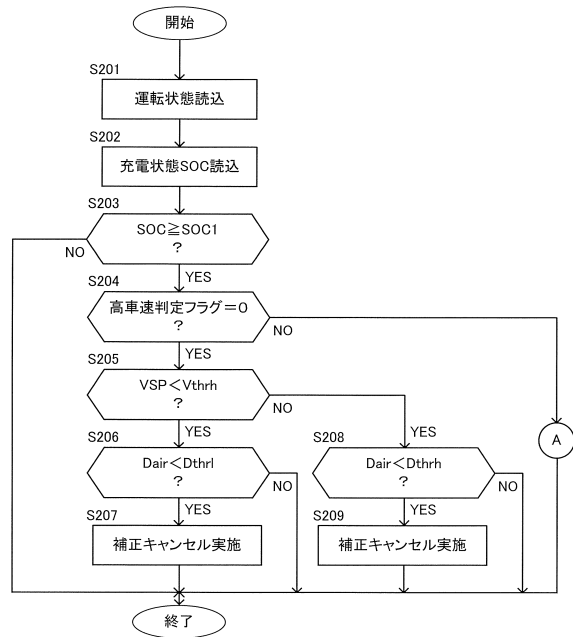 開始
S201
運転状態読込
S202
充電状態SOC読込
S203
SOC≧SOC1
?
NO
YES
S204
高車速判定フラグ=0
?
NO
YES
S205
VSP<Vthrh
?
NO
YES
YES
A
S206
Dair<Dthrl
?
NO
YES
S208
Dair<Dthrh
?
NO
YES
S207
補正キャンセル実施
S209
補正キャンセル実施
終了